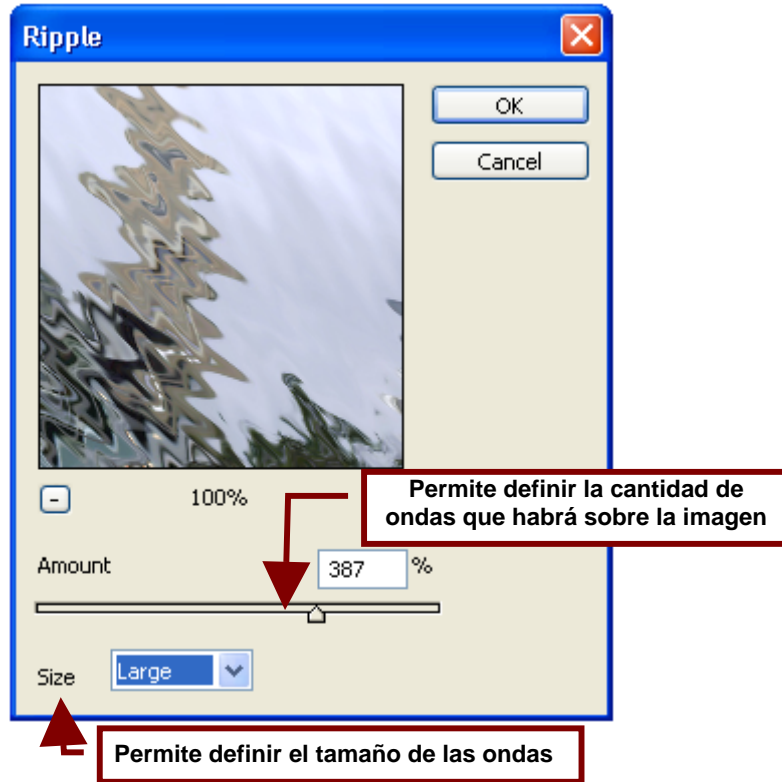 Ripple
OK
Cancel
-
100%
Permite definir la cantidad de
ondas que habrá sobre la imagen
Amount
387
%
Size
Large
Permite definir el tamaño de las ondas